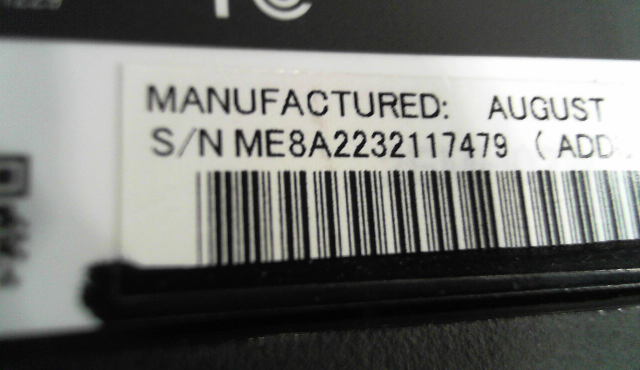 MANUFACTURED: AUGUST
S/N ME8A2232117479 ( ADD